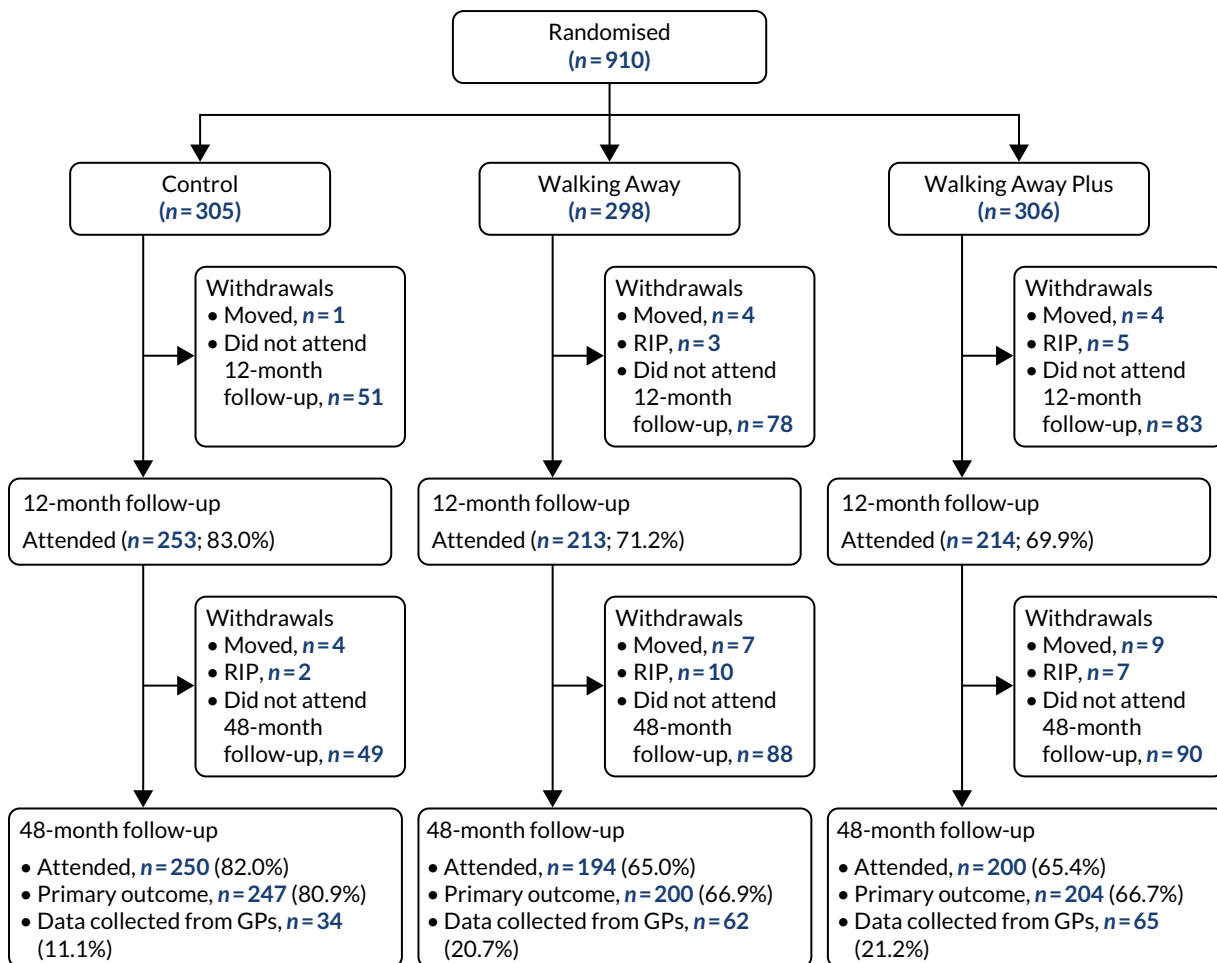 Randomised
(n=910)
Control
(n=305)
Walking Away
(n=298)
Walking Away Plus
(n=306)
Withdrawals
• Moved, n=1
• Did not attend
12-month
follow-up, n=51
Withdrawals
• Moved, n=4
• RIP, n=3
• Did not attend
12-month
follow-up, n=78
Withdrawals
• Moved, n=4
• RIP, n=5
• Did not attend
12-month
follow-up, n=83
12-month follow-up
Attended (n=253; 83.0%)
12-month follow-up
Attended (n=213; 71.2%)
12-month follow-up
Attended (n=214; 69.9%)
Withdrawals
• Moved, n=4
• RIP, n=2
• Did not attend
48-month
follow-up, n=49
Withdrawals
• Moved, n=7
• RIP, n=10
• Did not attend
48-month
follow-up, n=88
Withdrawals
• Moved, n=9
• RIP, n=7
• Did not attend
48-month
follow-up, n=90
48-month follow-up
• Attended, n=250 (82.0%)
• Primary outcome, n=247 (80.9%)
• Data collected from GPs, n=34
(11.1%)
48-month follow-up
• Attended, n=194 (65.0%)
• Primary outcome, n=200 (66.9%)
• Data collected from GPs, n=62
(20.7%)
48-month follow-up
• Attended, n=200 (65.4%)
• Primary outcome, n=204 (66.7%)
• Data collected from GPs, n=65
(21.2%)